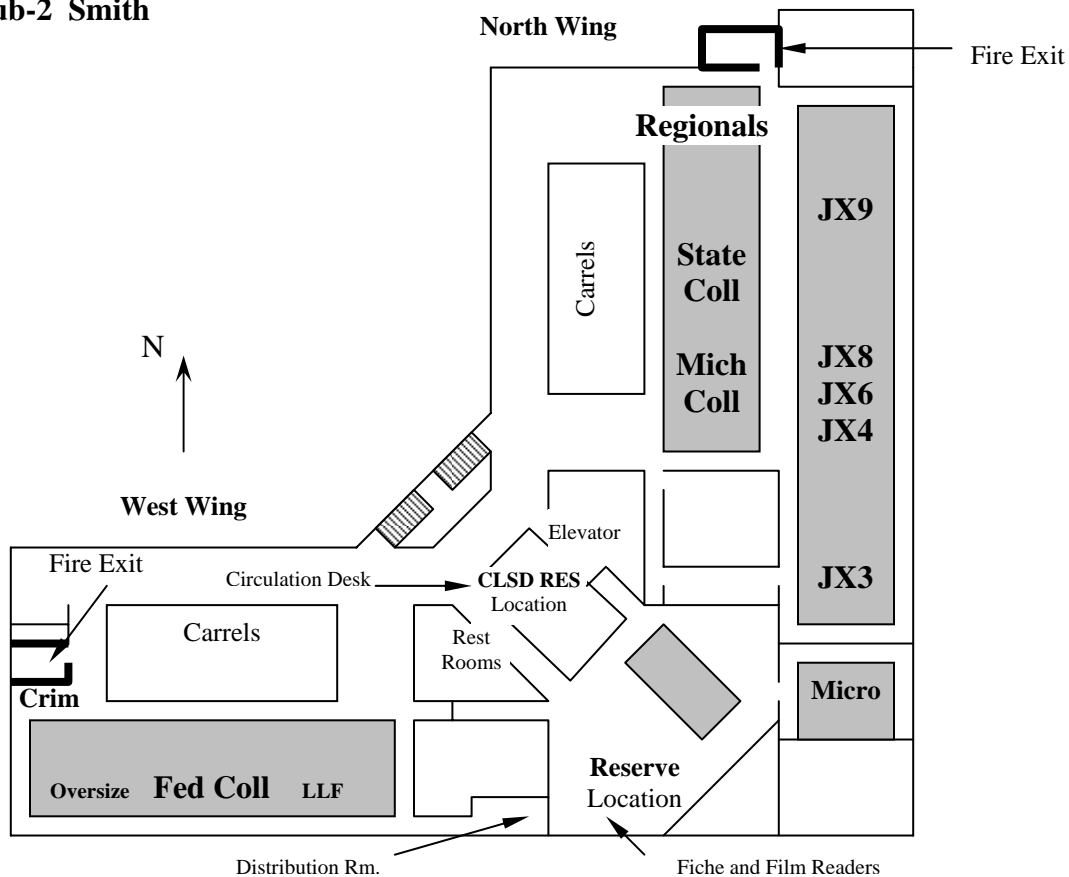 ub-2 Smith
North Wing
Fire Exit
Regionals
JX9
State
Coll
Carrels
N
Mich
Coll
JX8
JX6
JX4
West Wing
Elevator
Fire Exit
Circulation Desk
CLSD RES
Location
JX3
Carrels
Rest
Rooms
Crim
Micro
Oversize Fed Coll LLF
Reserve
Location
Distribution Rm.
Fiche and Film Readers